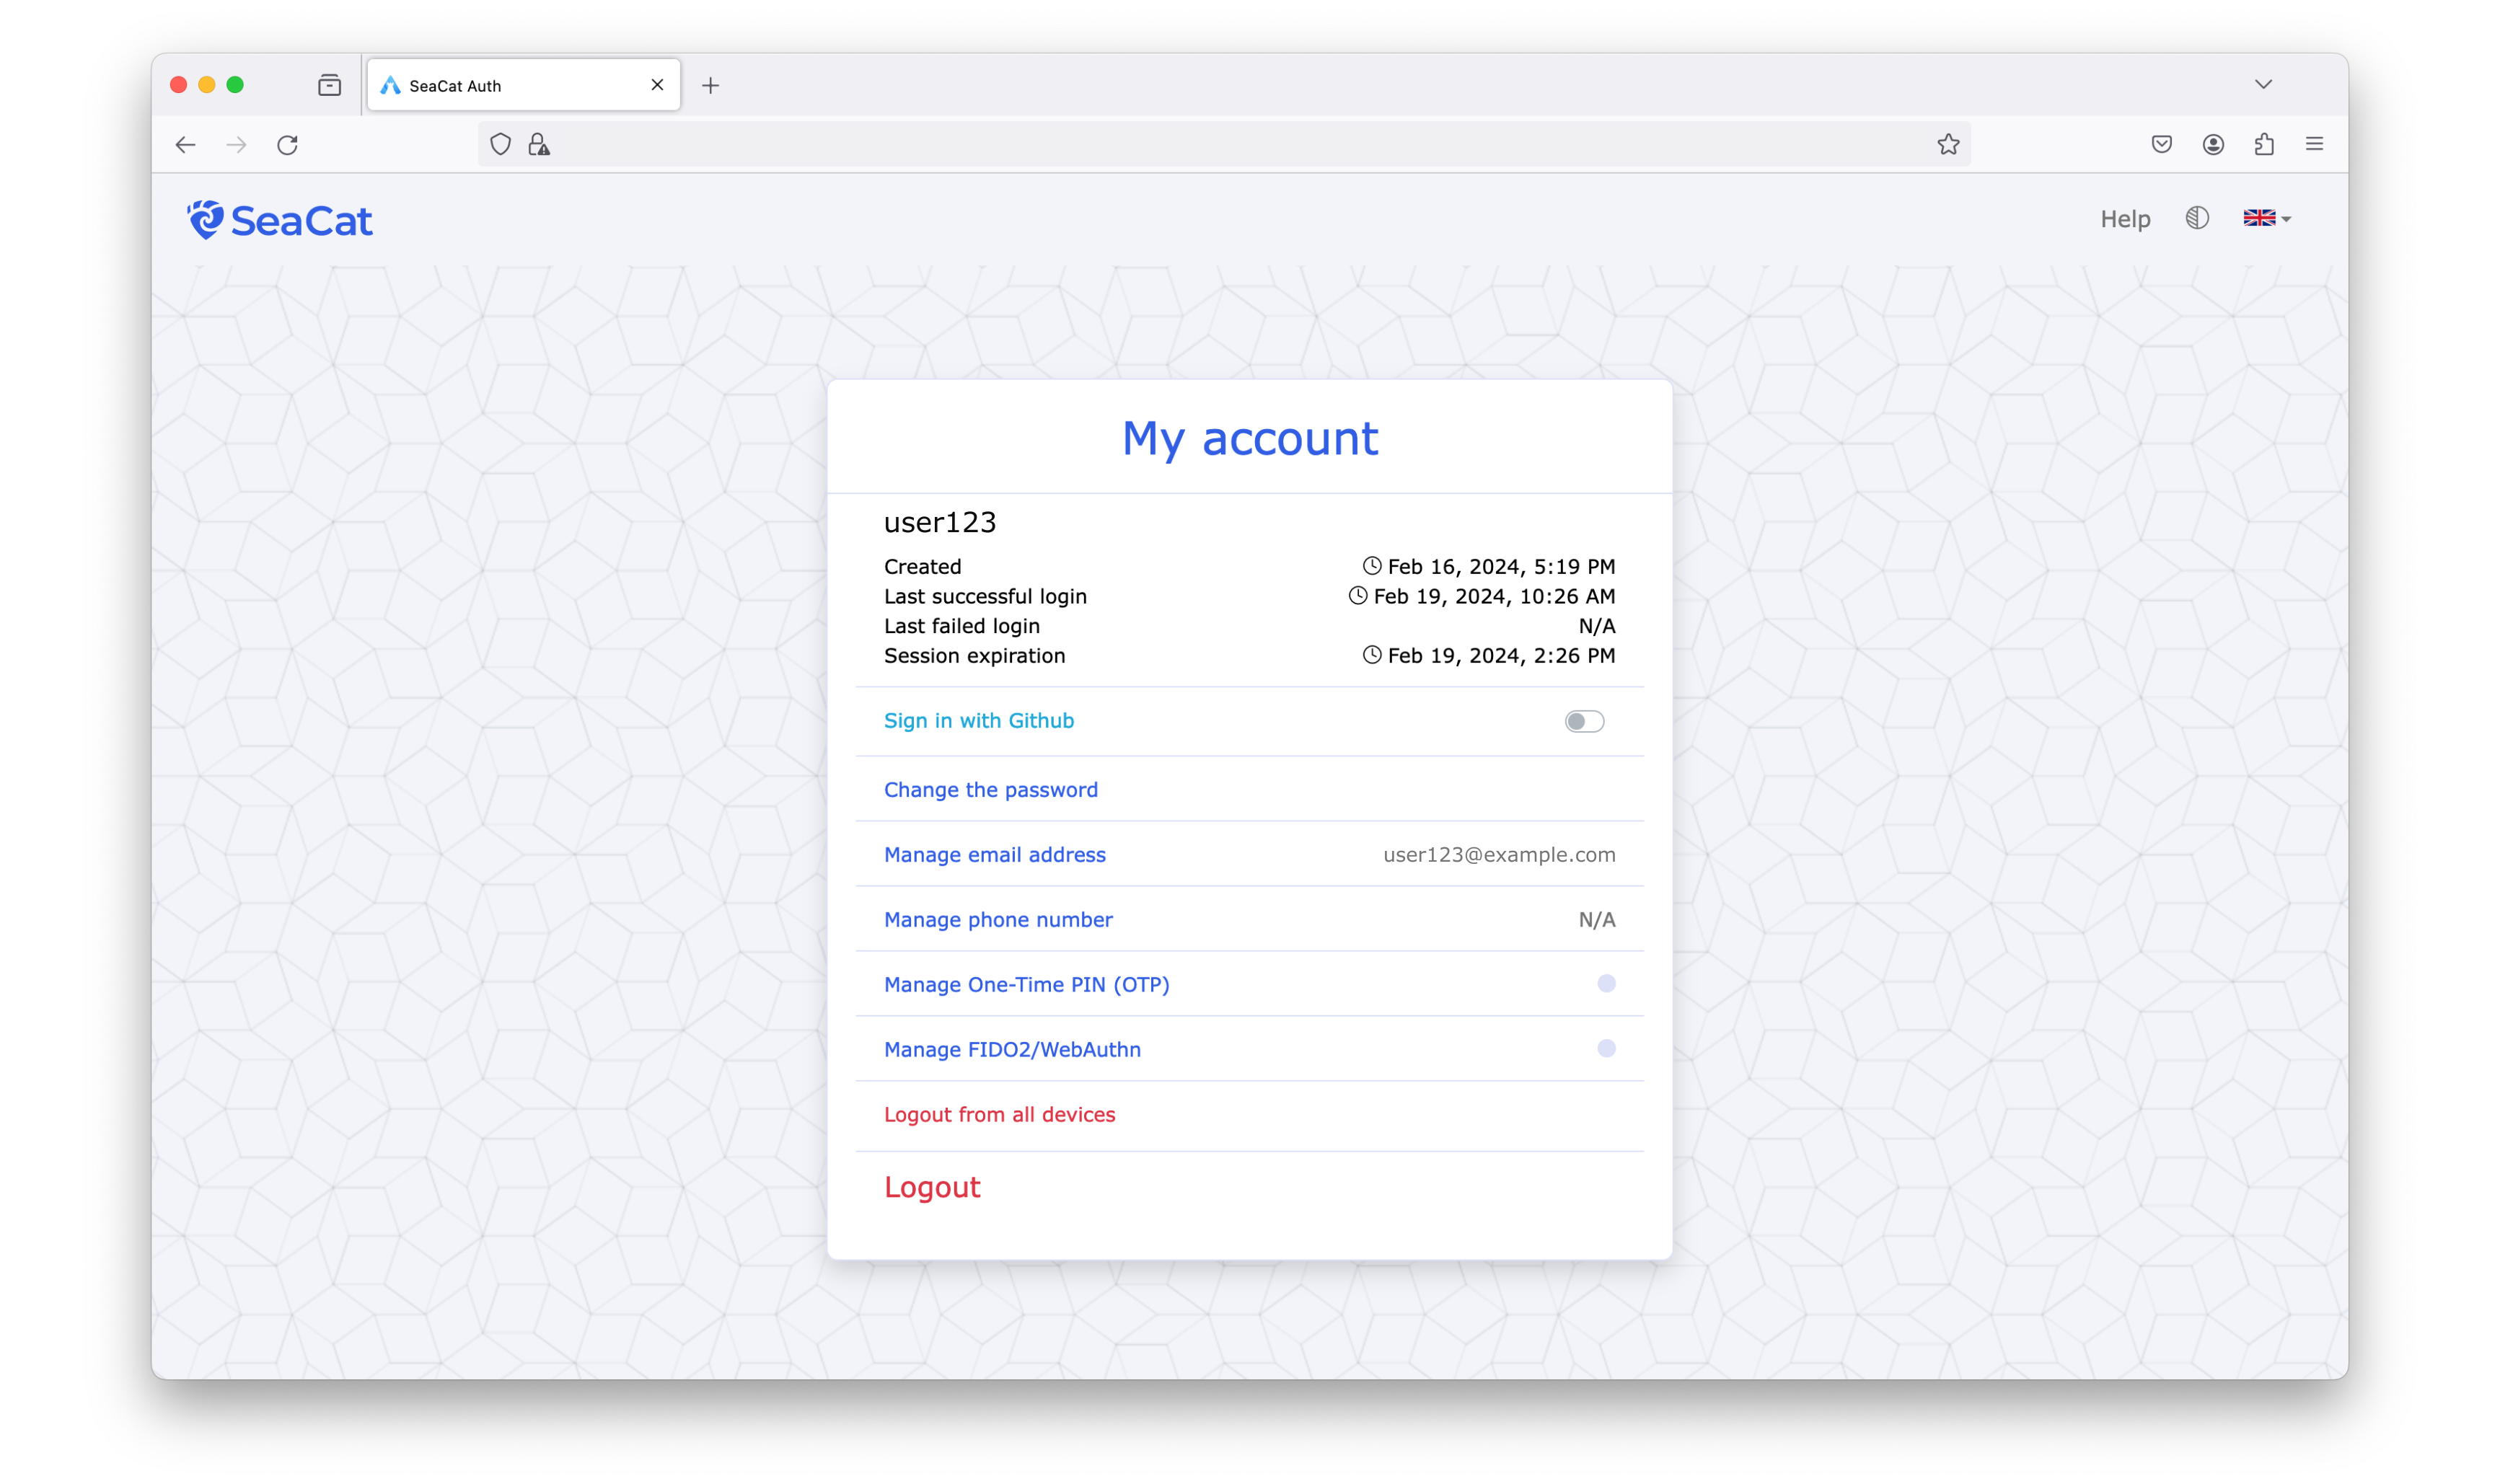 SeaCat Auth
SeaCat
Help
My account
user123
Created Feb 16, 2024, 5:19 PM
Last successful login Feb 19, 2024, 10:26 AM
Last failed login N/A
Session expiration Feb 19, 2024, 2:26 PM
Sign in with Github
Change the password
Manage email address user123@example.com
Manage phone number N/A
Manage One-Time PIN (OTP)
Manage FIDO2/WebAuthn
Logout from all devices
Logout